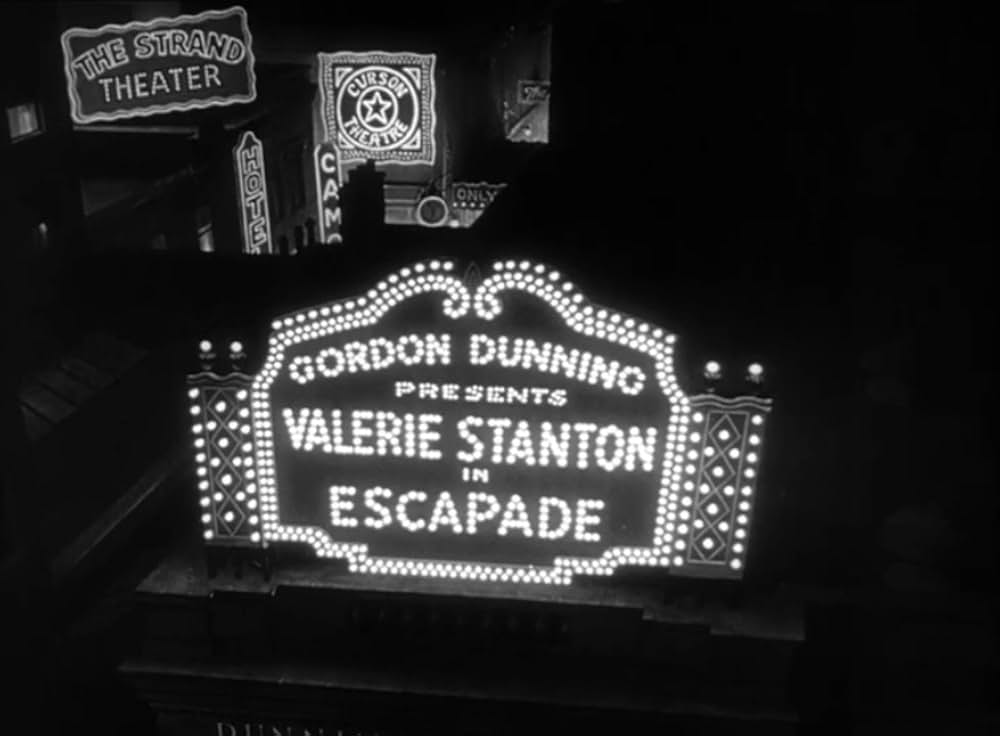 THE STRAND
THEATER
CURSON
THEATRE
HOTE
CAM
ONLY
GORDON DUNNING
PRESENTS
VALERIE STANTON
IN
ESCAPADE